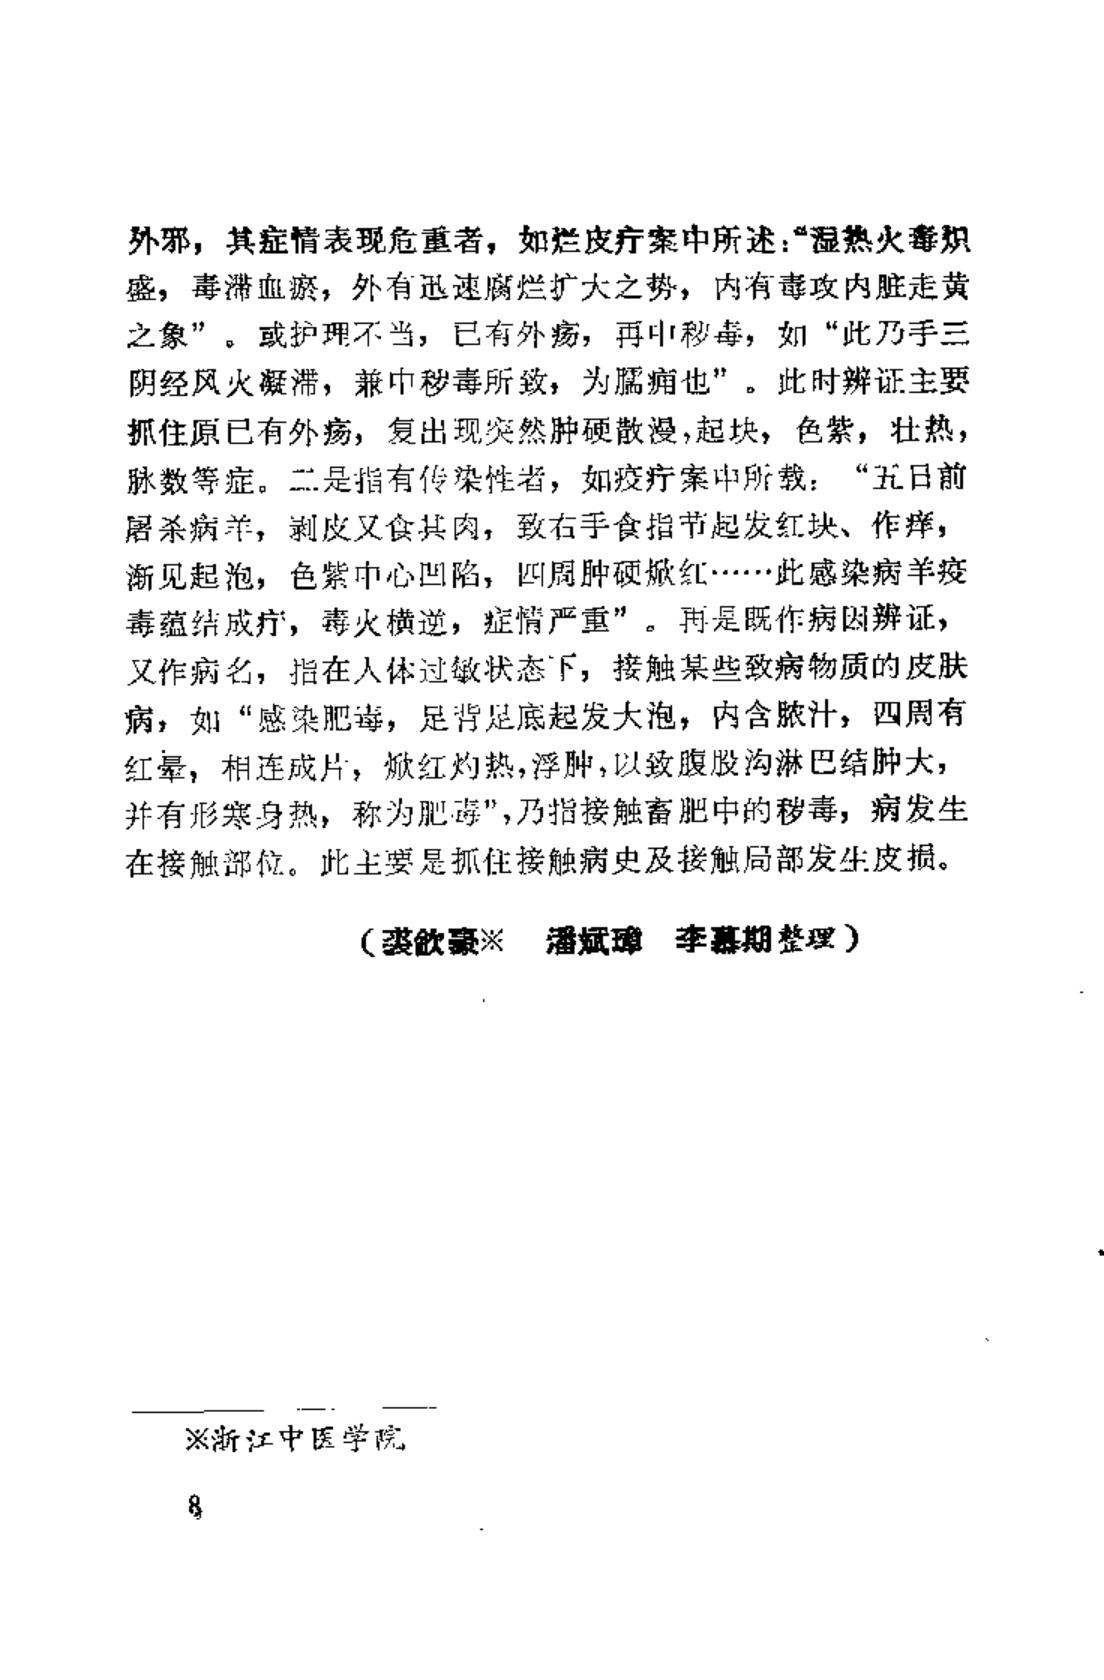 外邪，其症情表现危重者，如烂皮疔案中所述：“湿热火毒炽
盛，毒滞血瘀，外有迅速腐烂扩大之势，内有毒攻内脏走黄
之象”。或护理不当，已有外疡，再中秽毒，如“此乃手三
阴经风火凝滞，兼中秽毒所致，为臑痈也”。此时辨证主要
抓住原已有外疡，复出现突然肿硬散漫，起块，色紫，壮热，
脉数等症。二是指有传染性者，如疫疔案中所载：“五日前
屠杀病羊，剥皮又食其肉，致右手食指节起发红块、作痒，
渐见起泡，色紫中心凹陷，四周肿硬焮红……此感染病羊疫
毒蕴结成疔，毒火横逆，症情严重”。再是既作病因辨证，
又作病名，指在人体过敏状态下，接触某些致病物质的皮肤
病，如“感染肥毒，足背足底起发大泡，内含脓汁，四周有
红晕，相连成片，焮红灼热，浮肿，以致腹股沟淋巴结肿大，
并有形寒身热，称为肥毒”，乃指接触畜肥中的秽毒，病发生
在接触部位。此主要是抓住接触病史及接触局部发生皮损。
（裘钦豪※ 潘斌璋 李慕期整理）
※浙江中医学院
8